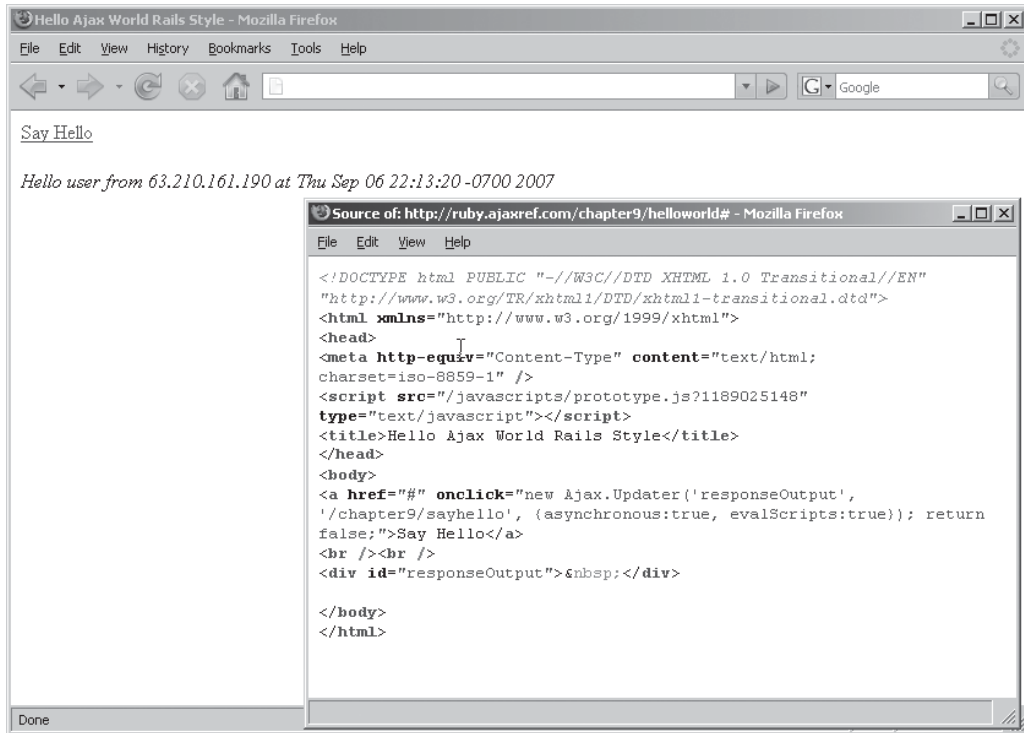 Hello Ajax World Rails Style - Mozilla Firefox
File Edit View History Bookmarks Tools Help
G Google
Say Hello
Hello user from 63.210.161.190 at Thu Sep 06 22:13:20 -0700 2007
Source of: http://ruby.ajaxref.com/chapter9/helloworld# - Mozilla Firefox
File Edit View Help
<!DOCTYPE html PUBLIC "-//W3C//DTD XHTML 1.0 Transitional//EN"
"http://www.w3.org/TR/xhtml1/DTD/xhtml1-transitional.dtd">
<html xmlns="http://www.w3.org/1999/xhtml">
<head>
<meta http-equiv="Content-Type" content="text/html;
charset=iso-8859-1" />
<script src="/javascripts/prototype.js?1189025148"
type="text/javascript"></script>
<title>Hello Ajax World Rails Style</title>
</head>
<body>
<a href="#" onclick="new Ajax.Updater('responseOutput',
'/chapter9/sayhello', {asynchronous:true, evalScripts:true}); return
false;">Say Hello</a>
<br /><br />
<div id="responseOutput">&nbsp;</div>
</body>
</html>
Done